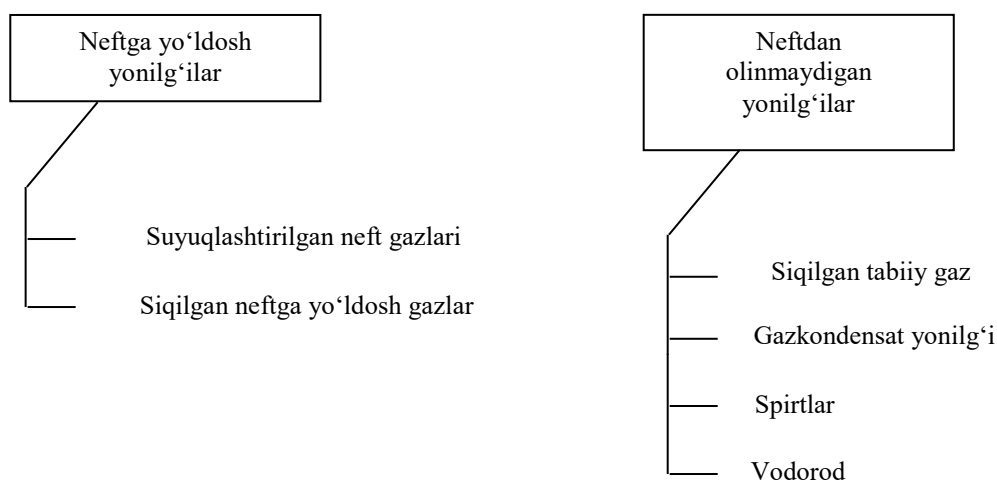 Neftga yo‘ldosh
yonilg‘ilar
Suyuqlashtirilgan neft gazlari
Siqilgan neftga yo‘ldosh gazlar
Neftdan
olinmaydigan
yonilg‘ilar
Siqilgan tabiiy gaz
Gazkondensat yonilg‘i
Spirtlar
Vodorod